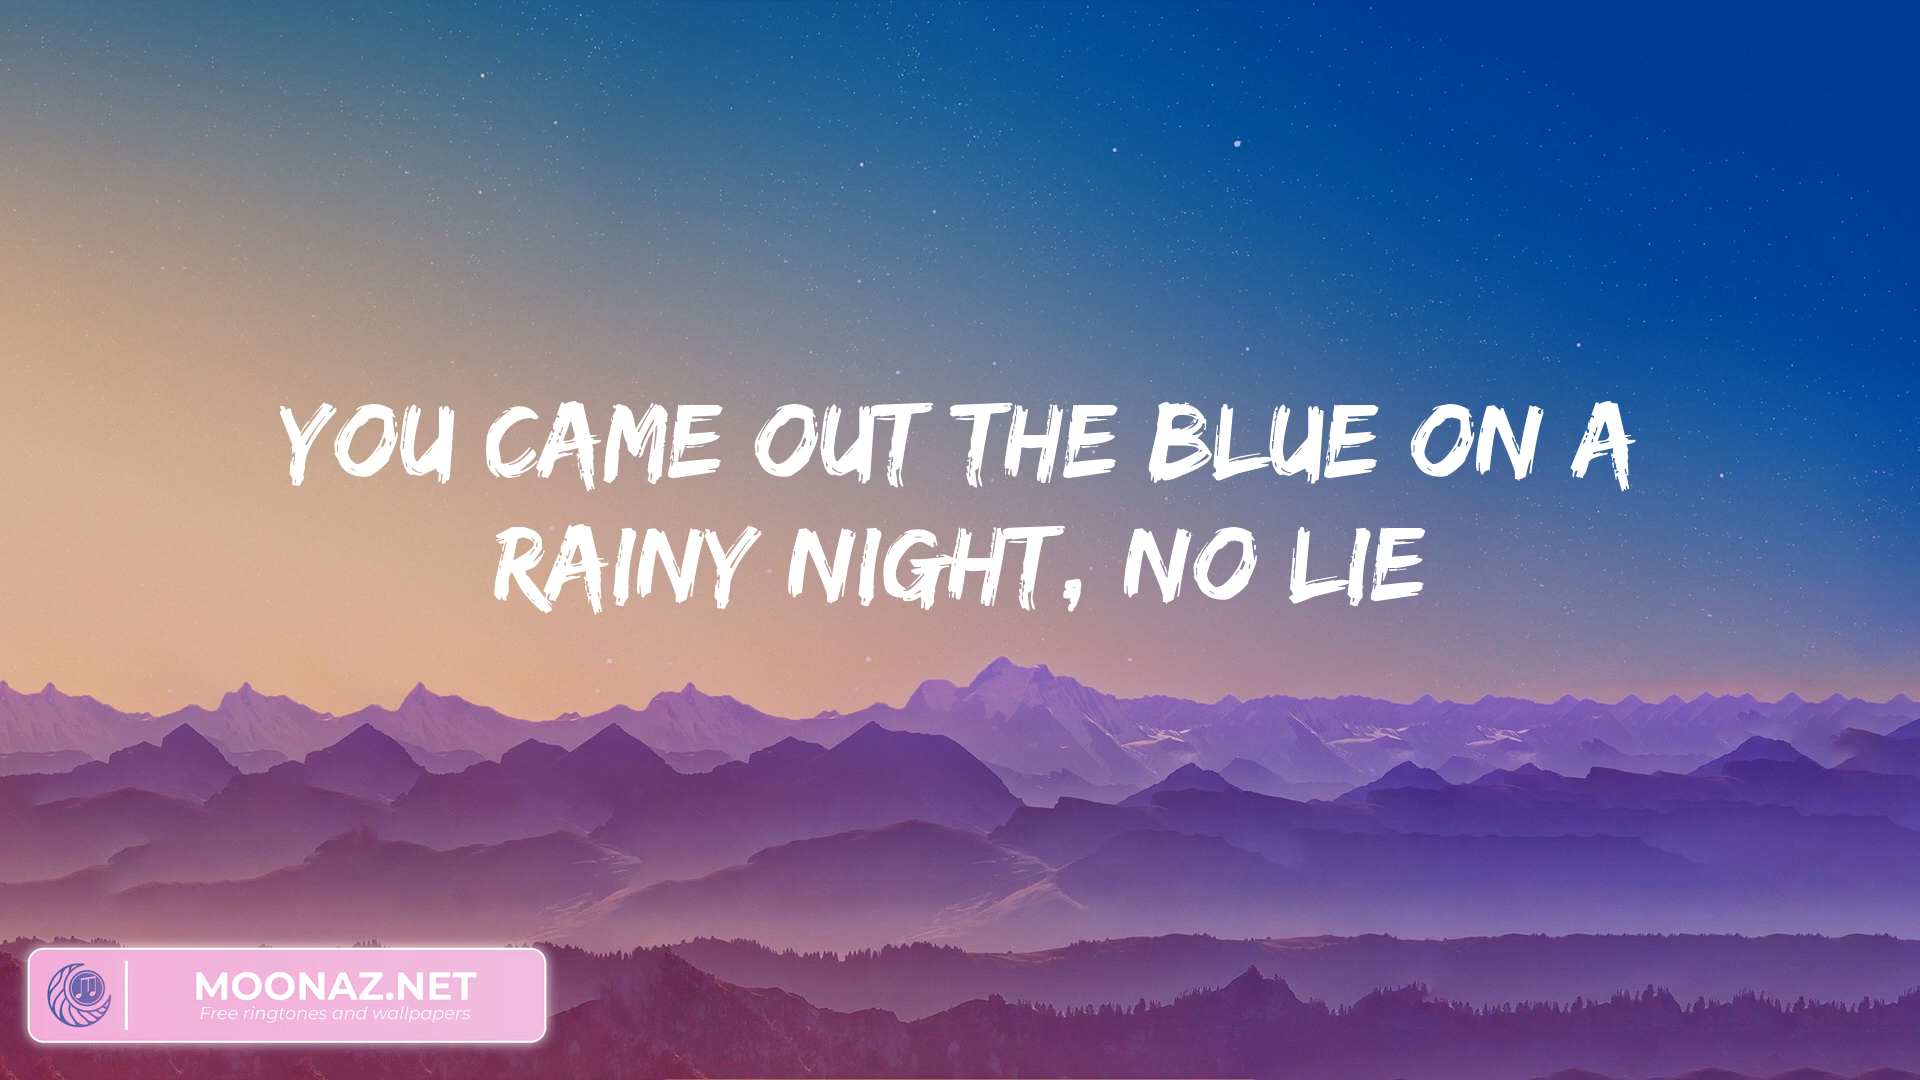 YOU CAME OUT THE BLUE ON A
RAINY NIGHT, NO LIE
MOONAZ.NET
Free ringtones and wallpapers